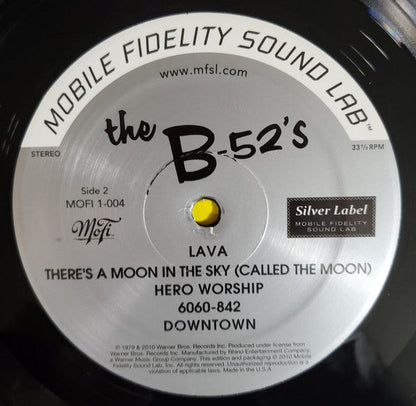 MOBILE FIDELITY SOUND LAB™
www.mfsl.com
the B-52's
STEREO
33⅓ RPM
Side 2
MOFI 1-004
MoFi
Silver Label
MOBILE FIDELITY
SOUND LAB
LAVA
THERE'S A MOON IN THE SKY (CALLED THE MOON)
HERO WORSHIP
6060-842
DOWNTOWN
℗ 1979 & 2010 Warner Bros. Records Inc. Produced under license from
Warner Bros. Records Inc. Manufactured by Rhino Entertainment Company,
a Warner Music Group Company. This edition and packaging © 2010 Mobile
Fidelity Sound Lab, Inc. All rights reserved. Unauthorized reproduction is a
violation of applicable laws. Made in the U.S.A